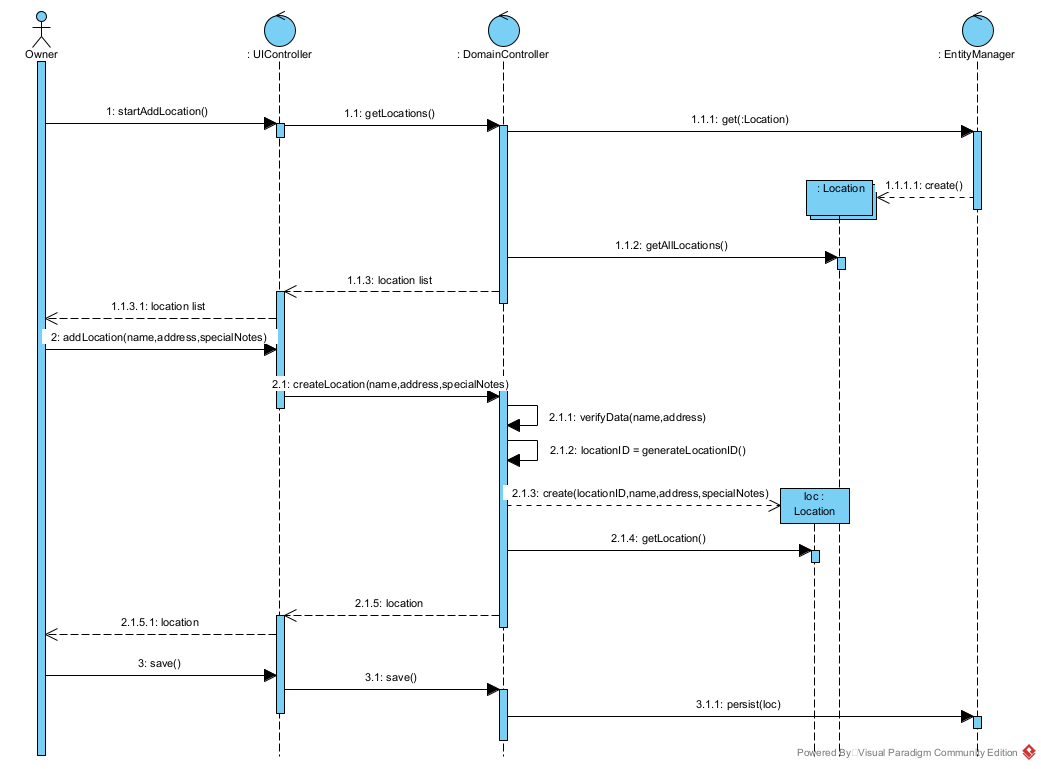 Owner
: UIController
: DomainController
: EntityManager
1: startAddLocation()
1.1: getLocations()
1.1.1: get(:Location)
: Location
1.1.1.1: create()
1.1.2: getAllLocations()
1.1.3: location list
1.1.3.1: location list
2: addLocation(name,address,specialNotes)
2.1: createLocation(name,address,specialNotes)
2.1.1: verifyData(name,address)
2.1.2: locationID = generateLocationID()
2.1.3: create(locationID,name,address,specialNotes)
loc :
Location
2.1.4: getLocation()
2.1.5: location
2.1.5.1: location
3: save()
3.1: save()
3.1.1: persist(loc)
Powered By Visual Paradigm Community Edition